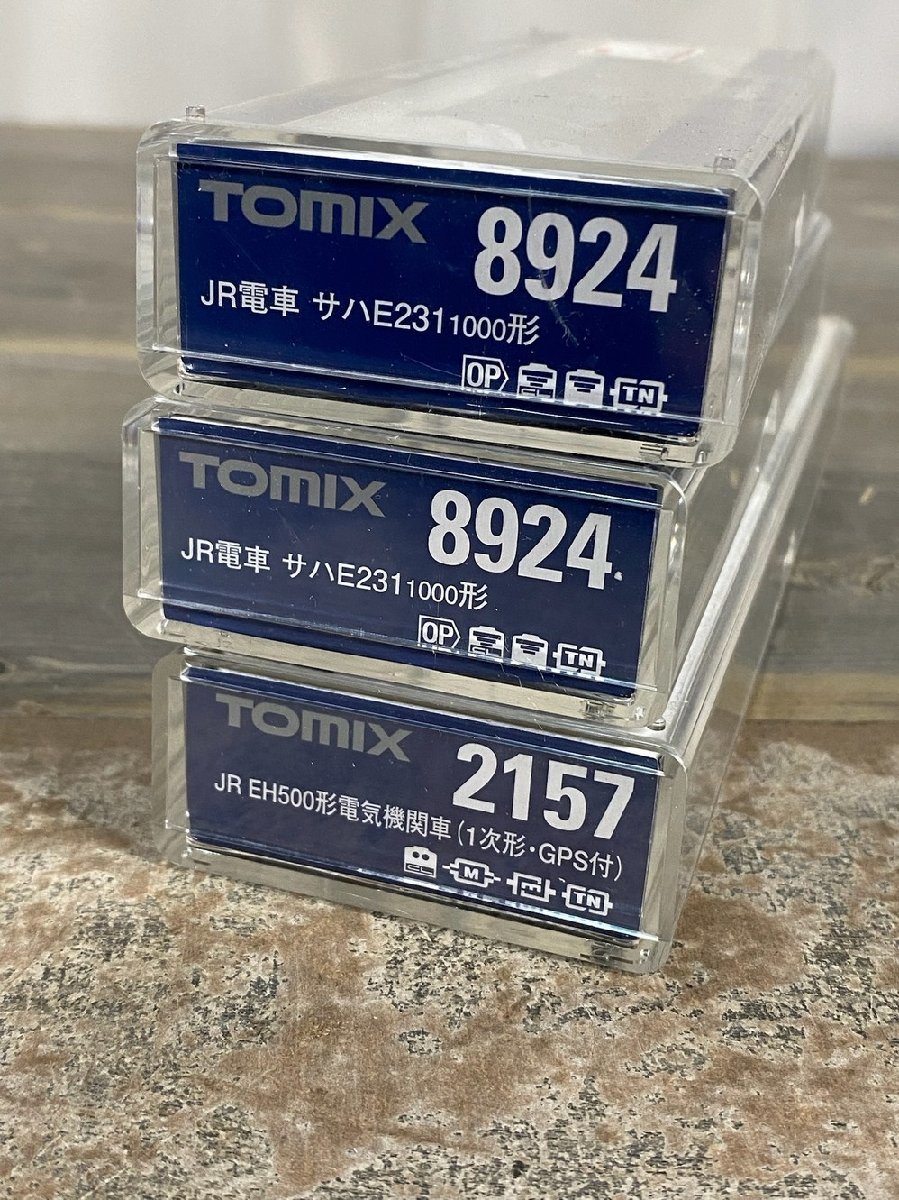 TOMIX 8924
JR電車 サハE231 1000形
OP TN
TOMIX 8924
JR電車 サハE231 1000形
OP TN
TOMIX 2157
JR EH500形電気機関車(1次形・GPS付)
M TN